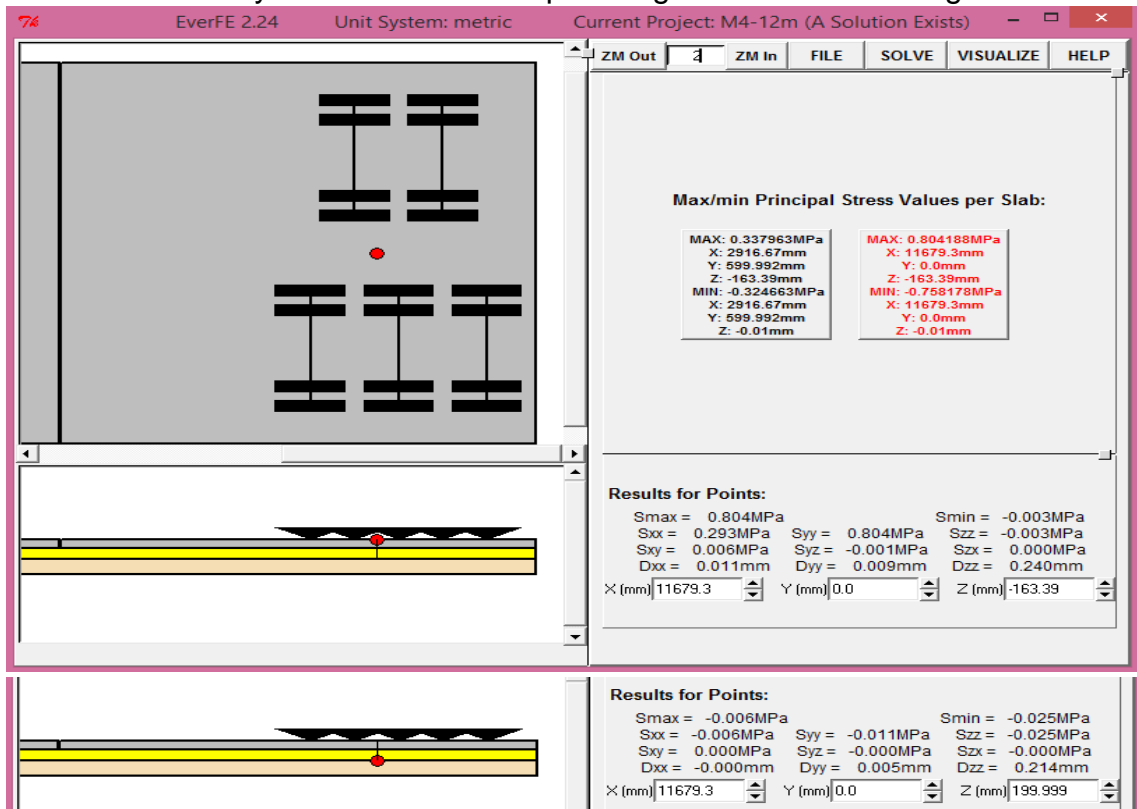 EverFE 2.24 Unit System: metric Current Project: M4-12m (A Solution Exists)
ZM Out 2 ZM In FILE SOLVE VISUALIZE HELP
Max/min Principal Stress Values per Slab:
MAX: 0.337963MPa
X: 2916.67mm
Y: 599.992mm
Z: -163.39mm
MIN: -0.324663MPa
X: 2916.67mm
Y: 599.992mm
Z: -0.01mm
MAX: 0.804188MPa
X: 11679.3mm
Y: 0.0mm
Z: -163.39mm
MIN: -0.758178MPa
X: 11679.3mm
Y: 0.0mm
Z: -0.01mm
Results for Points:
Smax = 0.804MPa Smin = -0.003MPa
Sxx = 0.293MPa Syy = 0.804MPa Szz = -0.003MPa
Sxy = 0.006MPa Syz = -0.001MPa Szx = 0.000MPa
Dxx = 0.011mm Dyy = 0.009mm Dzz = 0.240mm
X (mm) 11679.3 Y (mm) 0.0 Z (mm) -163.39
Results for Points:
Smax = -0.006MPa Smin = -0.025MPa
Sxx = -0.006MPa Syy = -0.011MPa Szz = -0.025MPa
Sxy = 0.000MPa Syz = -0.000MPa Szx = -0.000MPa
Dxx = -0.000mm Dyy = 0.005mm Dzz = 0.214mm
X (mm) 11679.3 Y (mm) 0.0 Z (mm) 199.999